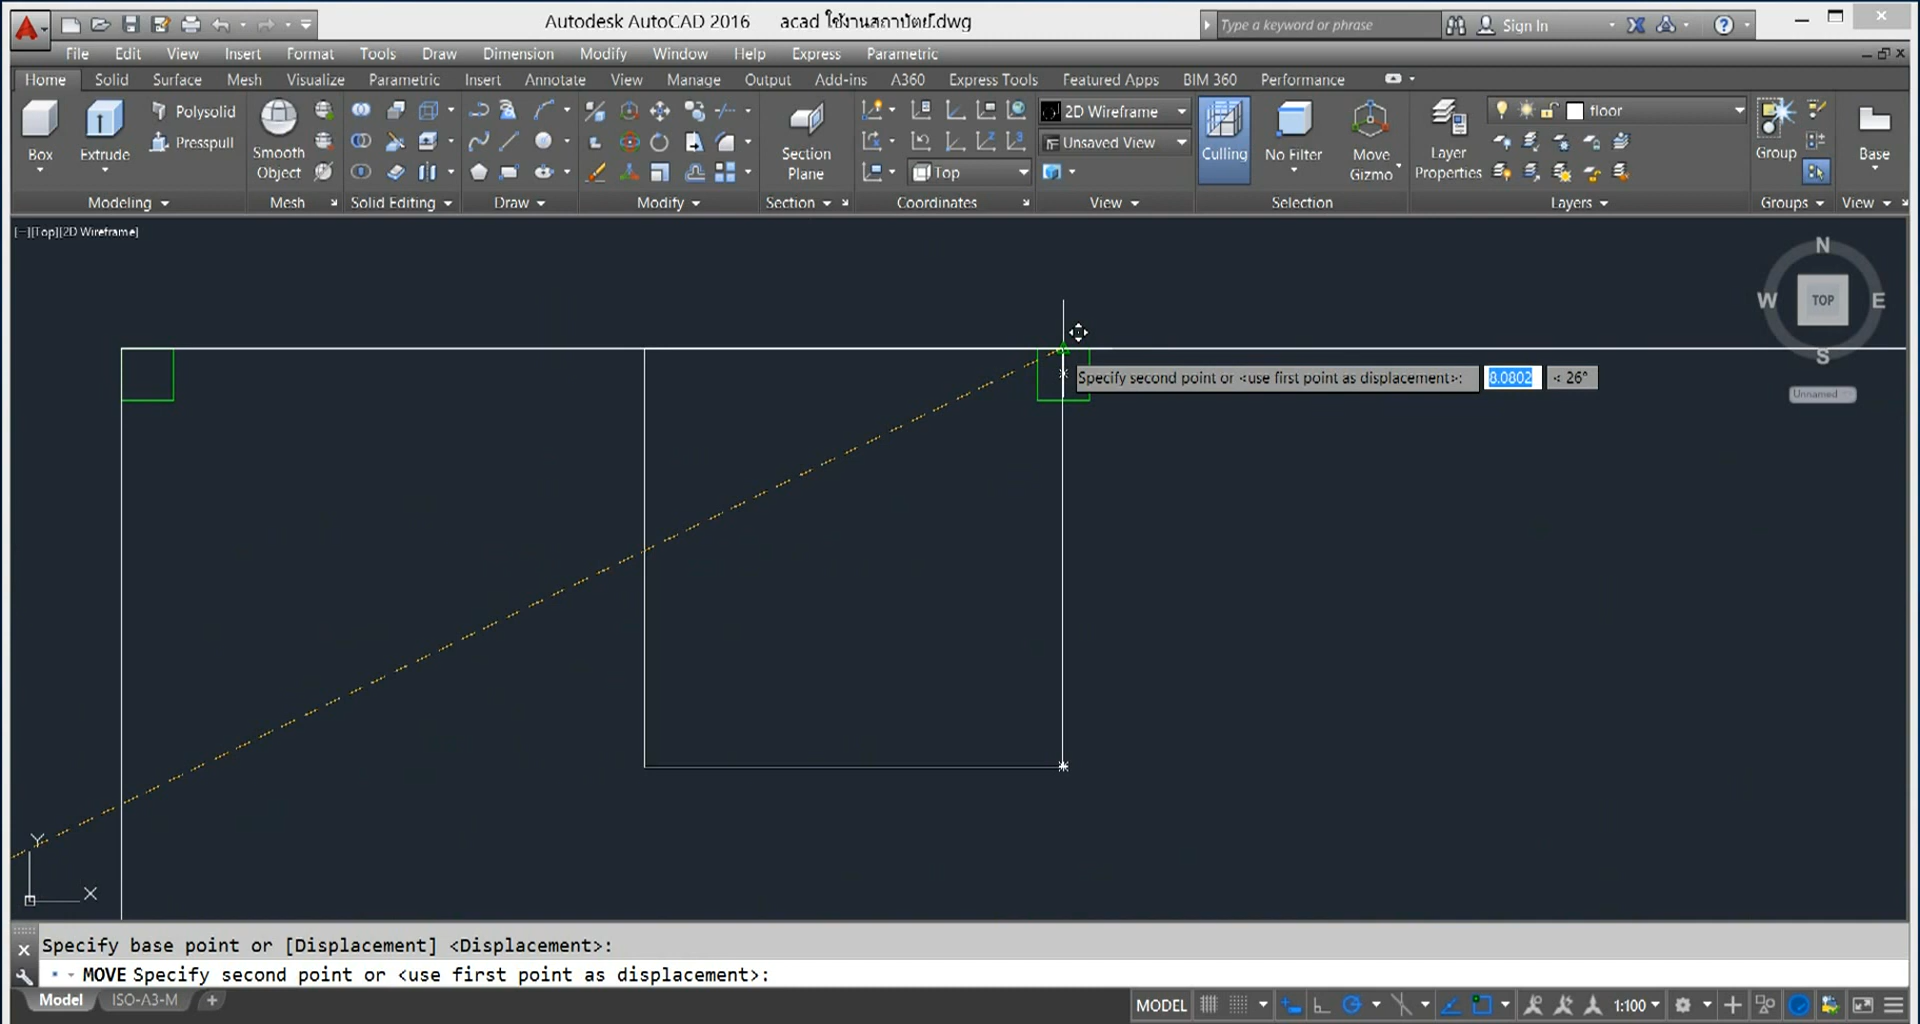 Autodesk AutoCAD 2016 acad ใช้งานสถาปัตย์.dwg
Type a keyword or phrase
Sign In
File Edit View Insert Format Tools Draw Dimension Modify Window Help Express Parametric
Home Solid Surface Mesh Visualize Parametric Insert Annotate View Manage Output Add-ins A360 Express Tools Featured Apps BIM 360 Performance
Box
Extrude
Polysolid
Presspull
Smooth
Object
Section
Plane
Top
2D Wireframe
Unsaved View
Culling
No Filter
Move
Gizmo
Layer
Properties
floor
Group
Base
Modeling Mesh Solid Editing Draw Modify Section Coordinates View Selection Layers Groups View
[−][Top][2D Wireframe]
N
W TOP E
S
Unnamed
Specify second point or <use first point as displacement>: 8.0802 < 26°
Y
X
Specify base point or [Displacement] <Displacement>:
MOVE Specify second point or <use first point as displacement>:
Model ISO-A3-M +
MODEL 1:100